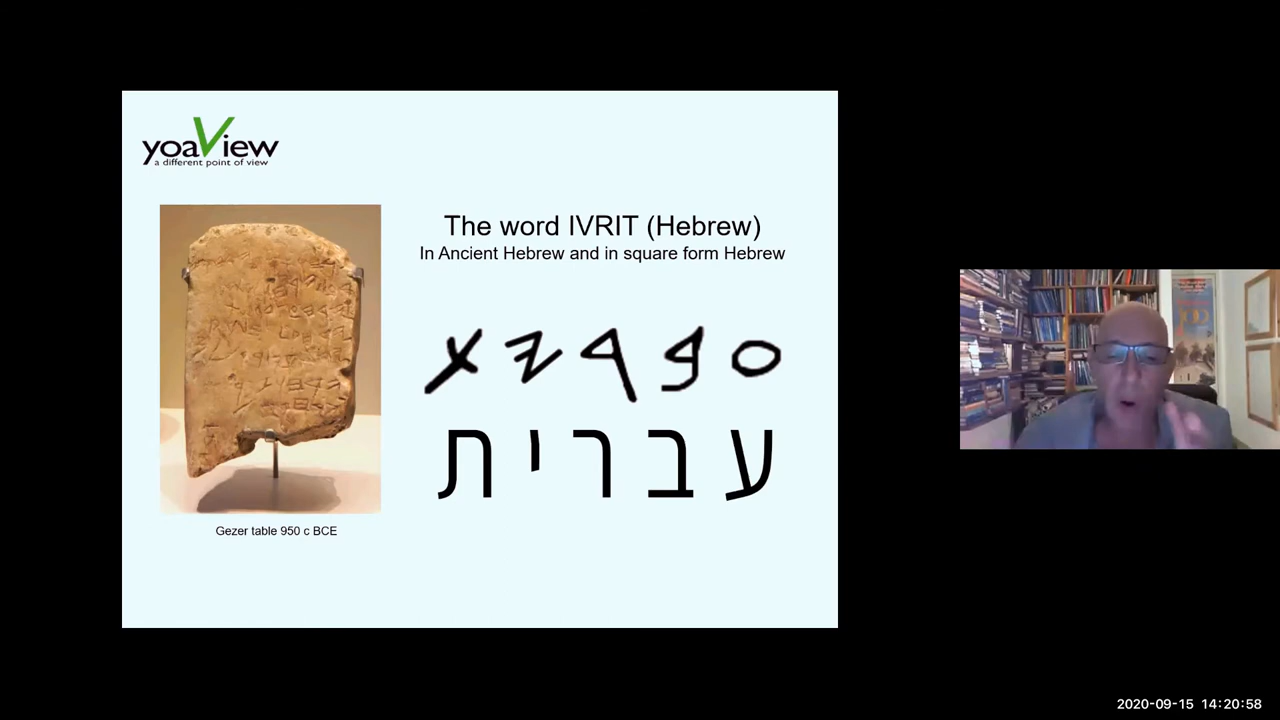 yoaView
a different point of view
The word IVRIT (Hebrew)
In Ancient Hebrew and in square form Hebrew
𐤏𐤁𐤓𐤉𐤕
עברית
Gezer table 950 c BCE
2020-09-15 14:20:58